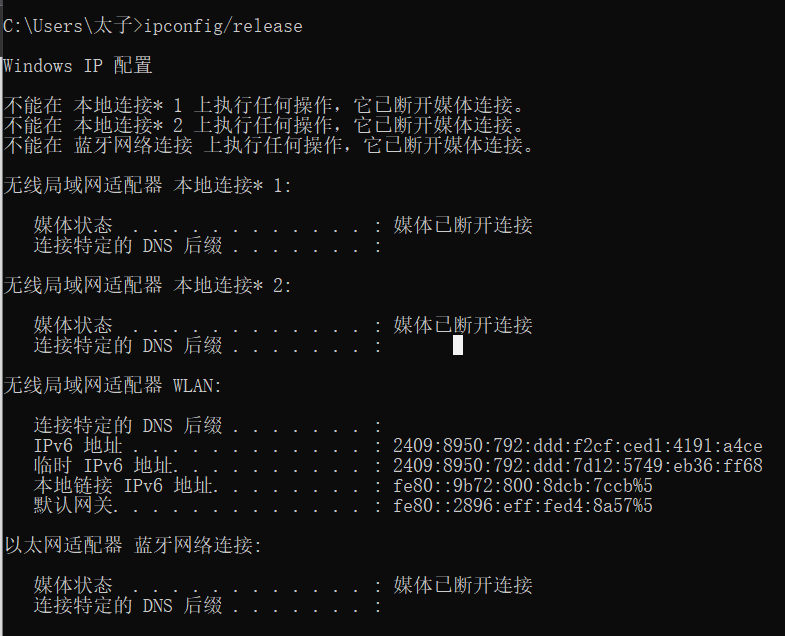 C:\Users\太子>ipconfig/release
Windows IP 配置
不能在 本地连接* 1 上执行任何操作，它已断开媒体连接。
不能在 本地连接* 2 上执行任何操作，它已断开媒体连接。
不能在 蓝牙网络连接 上执行任何操作，它已断开媒体连接。
无线局域网适配器 本地连接* 1:
媒体状态  . . . . . . . . . . . . : 媒体已断开连接
连接特定的 DNS 后缀 . . . . . . . :
无线局域网适配器 本地连接* 2:
媒体状态  . . . . . . . . . . . . : 媒体已断开连接
连接特定的 DNS 后缀 . . . . . . . :
无线局域网适配器 WLAN:
连接特定的 DNS 后缀 . . . . . . . :
IPv6 地址 . . . . . . . . . . . . : 2409:8950:792:ddd:f2cf:ced1:4191:a4ce
临时 IPv6 地址. . . . . . . . . . : 2409:8950:792:ddd:7d12:5749:eb36:ff68
本地链接 IPv6 地址. . . . . . . . : fe80::9b72:800:8dcb:7ccb%5
默认网关. . . . . . . . . . . . . : fe80::2896:eff:fed4:8a57%5
以太网适配器 蓝牙网络连接:
媒体状态  . . . . . . . . . . . . : 媒体已断开连接
连接特定的 DNS 后缀 . . . . . . . :